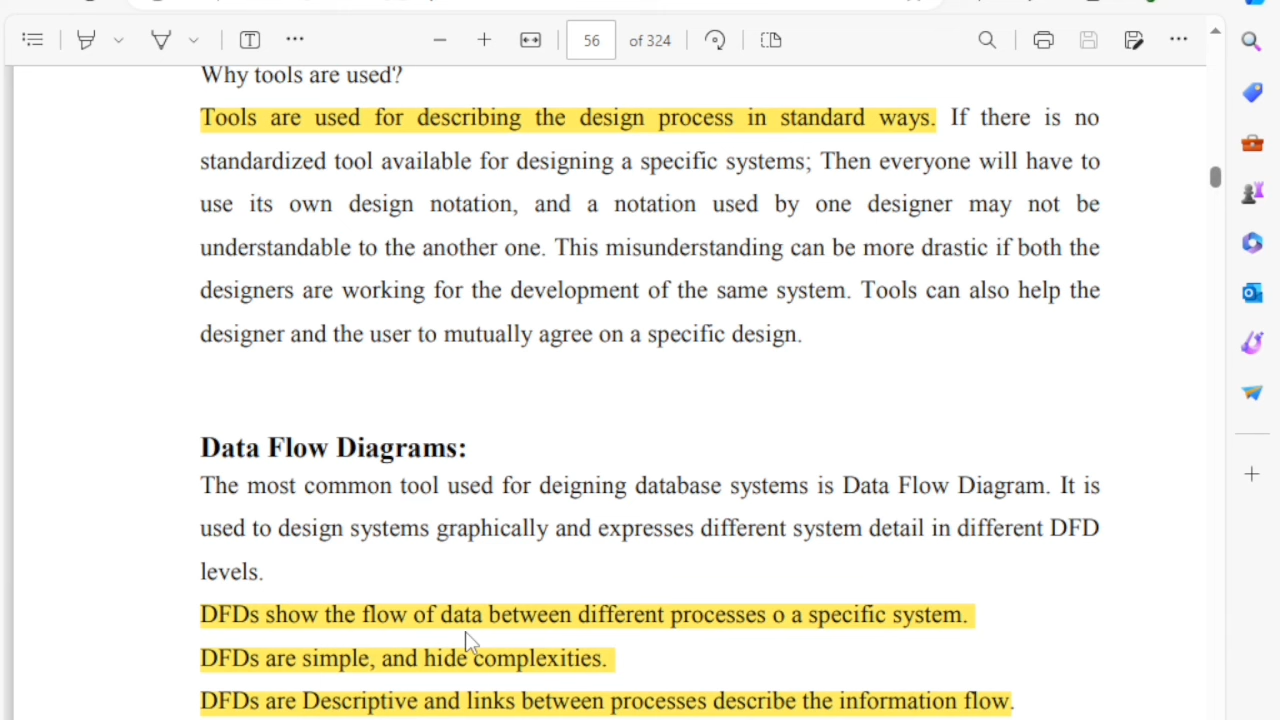 56 of 324
Why tools are used?
Tools are used for describing the design process in standard ways. If there is no
standardized tool available for designing a specific systems; Then everyone will have to
use its own design notation, and a notation used by one designer may not be
understandable to the another one. This misunderstanding can be more drastic if both the
designers are working for the development of the same system. Tools can also help the
designer and the user to mutually agree on a specific design.
Data Flow Diagrams:
The most common tool used for deigning database systems is Data Flow Diagram. It is
used to design systems graphically and expresses different system detail in different DFD
levels.
DFDs show the flow of data between different processes o a specific system.
DFDs are simple, and hide complexities.
DFDs are Descriptive and links between processes describe the information flow.